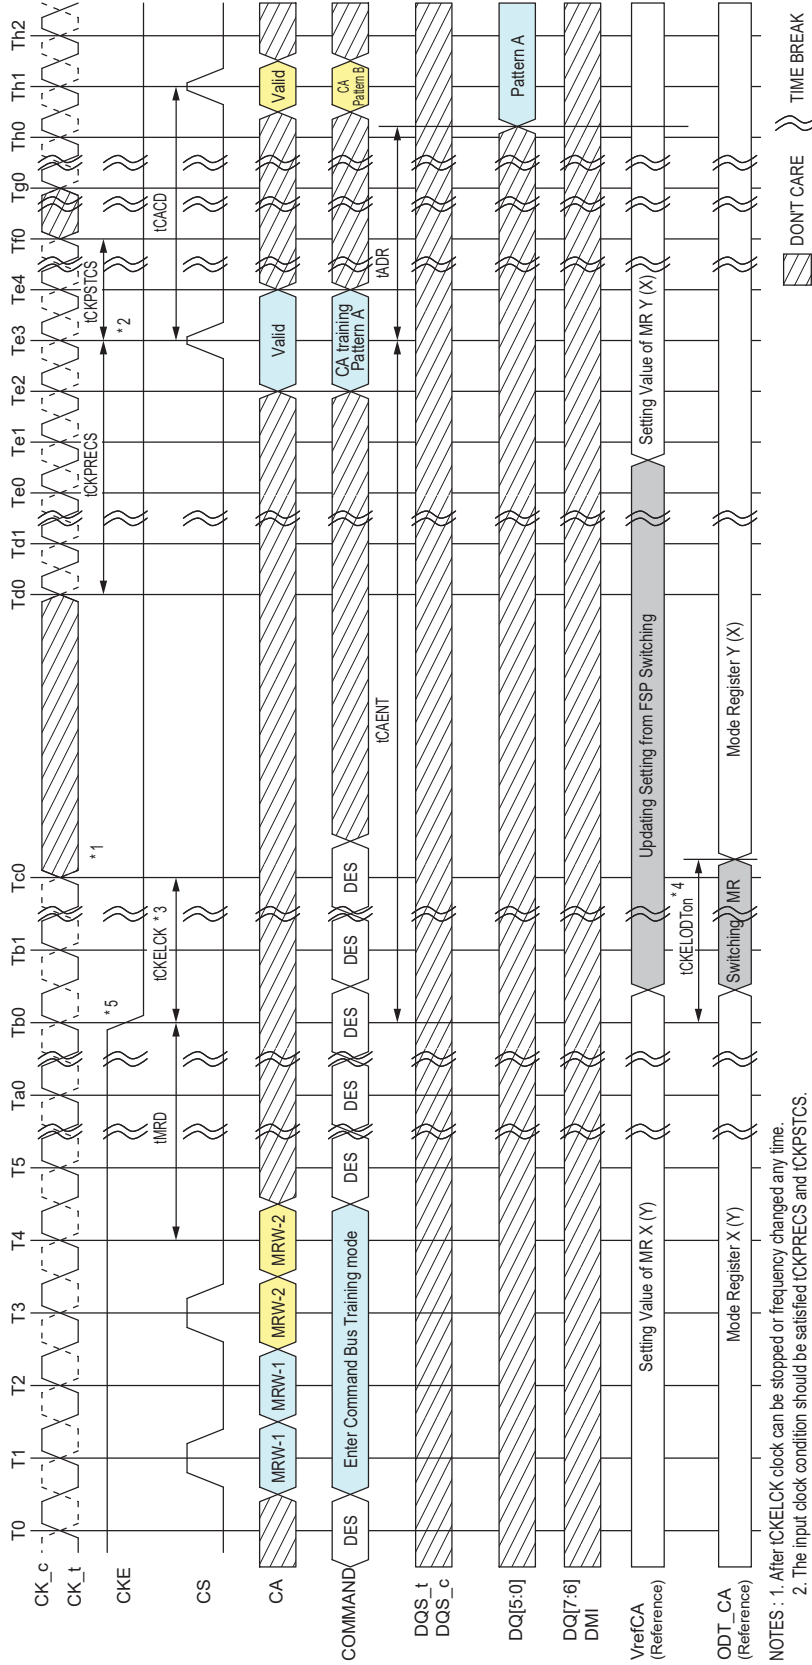 T0 T1 T2 T3 T4 T5 Ta0 Tb0 Tb1 Tc0 Td0 Td1 Te0 Te1 Te2 Te3 Te4 Tf0 Tg0 Th0 Th1 Th2
CK_c
CK_t
tCKPRECS
tCKPSTCS
* 2
* 1
CKE
* 5
tCKELCK * 3
tMRD
tCACD
CS
CA
MRW-1 MRW-1 MRW-2 MRW-2 Valid Valid
COMMAND
DES Enter Command Bus Training mode DES DES DES DES DES CA training Pattern A CA Pattern B
tCAENT
tADR
DQS_t
DQS_c
DQ[5:0]
Pattern A
DQ[7:6]
DMI
VrefCA
(Reference)
Setting Value of MR X (Y) Updating Setting from FSP Switching Setting Value of MR Y (X)
tCKELODTon * 4
ODT_CA
(Reference)
Mode Register X (Y) Switching MR Mode Register Y (X)
NOTES : 1. After tCKELCK clock can be stopped or frequency changed any time.
2. The input clock condition should be satisfied tCKPRECS and tCKPSTCS.
DON'T CARE TIME BREAK